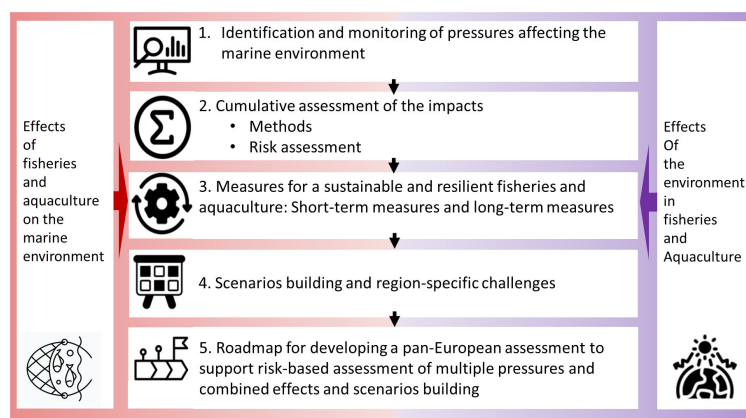 Effects
of
fisheries
and
aquaculture
on the
marine
environment
1. Identification and monitoring of pressures affecting the
marine environment
2. Cumulative assessment of the impacts
• Methods
• Risk assessment
3. Measures for a sustainable and resilient fisheries and
aquaculture: Short-term measures and long-term measures
4. Scenarios building and region-specific challenges
5. Roadmap for developing a pan-European assessment to
support risk-based assessment of multiple pressures and
combined effects and scenarios building
Effects
Of
the
environment
in
fisheries
and
Aquaculture